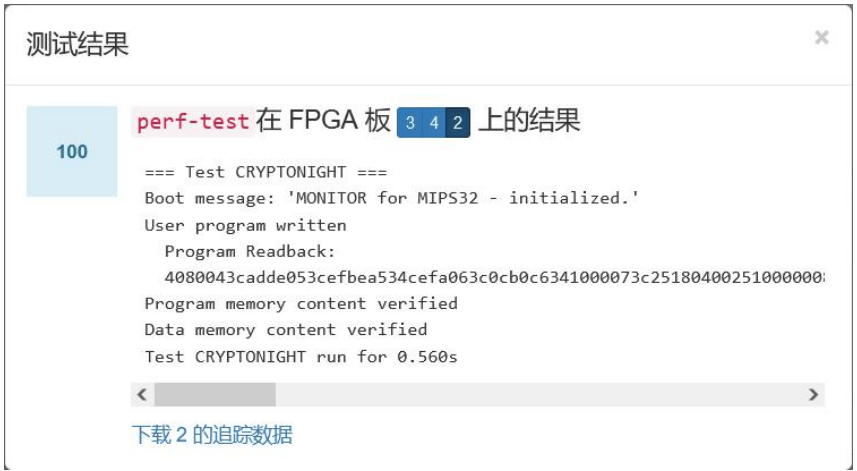 测试结果
×
100
perf-test 在 FPGA 板 3 4 2 上的结果
=== Test CRYPTONIGHT ===
Boot message: 'MONITOR for MIPS32 - initialized.'
User program written
Program Readback:
4080043cadde053cefbea534cefa063c0cb0c6341000073c25180400251000000
Program memory content verified
Data memory content verified
Test CRYPTONIGHT run for 0.560s
下载 2 的追踪数据